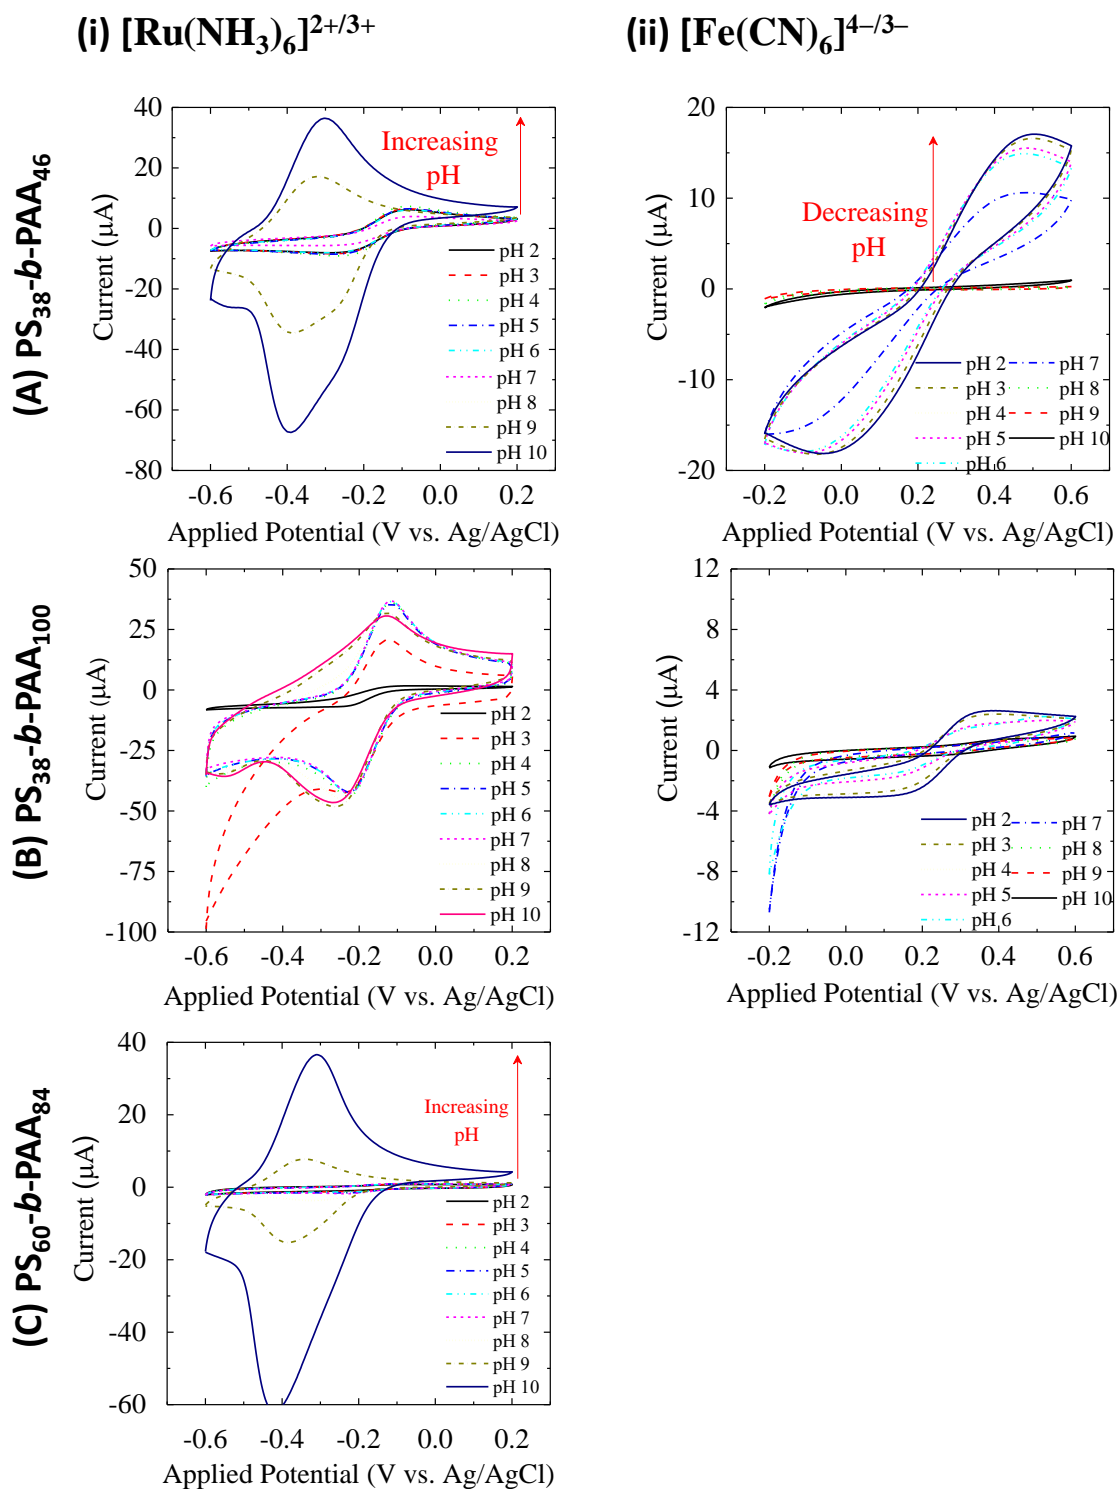 (i) [Ru(NH3)6]2+/3+
(ii) [Fe(CN)6]4–/3–
(A) PS38-b-PAA46
Current (μA)
40
20
0
-20
-40
-60
-80
Increasing
pH
pH 2
pH 3
pH 4
pH 5
pH 6
pH 7
pH 8
pH 9
pH 10
-0.6 -0.4 -0.2 0.0 0.2
Applied Potential (V vs. Ag/AgCl)
Current (μA)
20
10
0
-10
-20
Decreasing
pH
pH 2 pH 7
pH 3 pH 8
pH 4 pH 9
pH 5 pH 10
pH 6
-0.2 0.0 0.2 0.4 0.6
Applied Potential (V vs. Ag/AgCl)
(B) PS38-b-PAA100
Current (μA)
50
25
0
-25
-50
-75
-100
pH 2
pH 3
pH 4
pH 5
pH 6
pH 7
pH 8
pH 9
pH 10
-0.6 -0.4 -0.2 0.0 0.2
Applied Potential (V vs. Ag/AgCl)
Current (μA)
12
8
4
0
-4
-8
-12
pH 2 pH 7
pH 3 pH 8
pH 4 pH 9
pH 5 pH 10
pH 6
-0.2 0.0 0.2 0.4 0.6
Applied Potential (V vs. Ag/AgCl)
(C) PS60-b-PAA84
Current (μA)
40
20
0
-20
-40
-60
Increasing
pH
pH 2
pH 3
pH 4
pH 5
pH 6
pH 7
pH 8
pH 9
pH 10
-0.6 -0.4 -0.2 0.0 0.2
Applied Potential (V vs. Ag/AgCl)